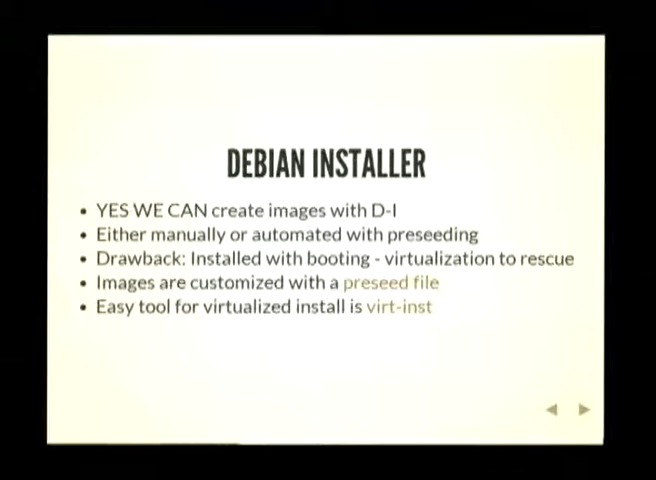 DEBIAN INSTALLER
• YES WE CAN create images with D-I
• Either manually or automated with preseeding
• Drawback: Installed with booting - virtualization to rescue
• Images are customized with a preseed file
• Easy tool for virtualized install is virt-inst